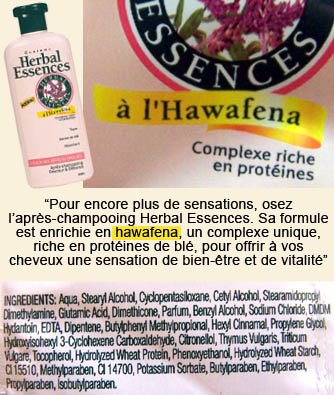 CLAIROL
Herbal
Essences
à l'Hawafena
ESSENCES
à l'Hawafena
Complexe riche
en protéines
“Pour encore plus de sensations, osez
l'après-champooing Herbal Essences. Sa formule
est enrichie en hawafena, un complexe unique,
riche en protéines de blé, pour offrir à vos
cheveux une sensation de bien-être et de vitalité”
INGREDIENTS: Aqua, Stearyl Alcohol, Cyclopentasiloxane, Cetyl Alcohol, Stearamidopropyl
Dimethylamine, Glutamic Acid, Dimethicone, Parfum, Benzyl Alcohol, Sodium Chloride, DMDM
Hydantoin, EDTA, Dipentene, Butylphenyl Methylpropional, Hexyl Cinnamal, Propylene Glycol,
Hydroxyisohexyl 3-Cyclohexene Carboxaldehyde, Citronellol, Thymus Vulgaris, Triticum
Vulgare, Tocopherol, Hydrolyzed Wheat Protein, Phenoxyethanol, Hydrolyzed Wheat Starch,
CI 15510, Methylparaben, CI 14700, Potassium Sorbate, Butylparaben, Ethylparaben,
Propylparaben, Isobutylparaben.